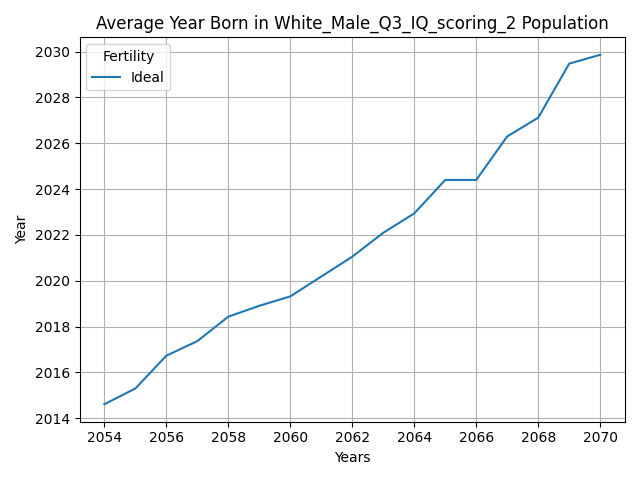 Average Year Born in White_Male_Q3_IQ_scoring_2 Population
Fertility
Ideal
2030
2028
2026
2024
2022
2020
2018
2016
2014
Year
2054 2056 2058 2060 2062 2064 2066 2068 2070
Years